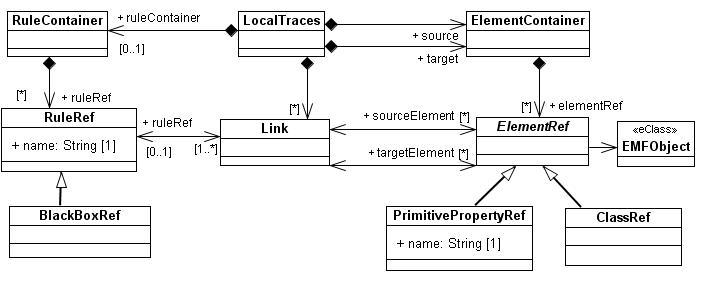 RuleContainer
+ ruleContainer
[0..1]
LocalTraces
+ source
+ target
ElementContainer
[*]
+ ruleRef
[*]
[*]
+ elementRef
RuleRef
+ name: String [1]
+ ruleRef
[0..1]
[1..*]
Link
+ sourceElement [*]
+ targetElement [*]
ElementRef
«eClass»
EMFObject
BlackBoxRef
PrimitivePropertyRef
+ name: String [1]
ClassRef